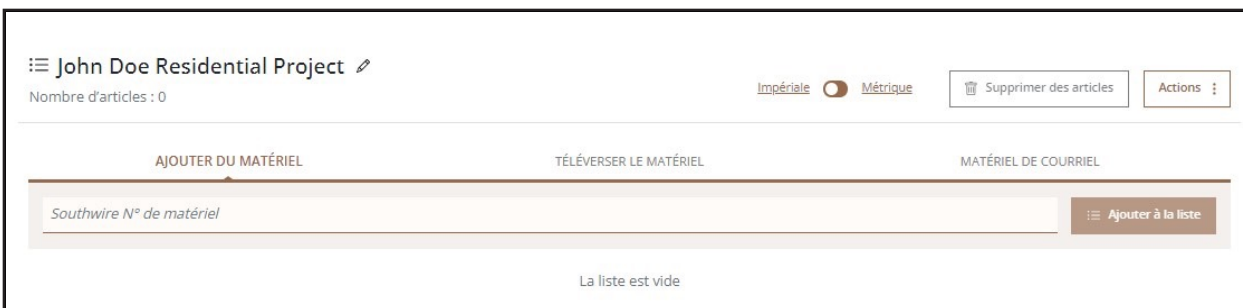 John Doe Residential Project
Nombre d'articles : 0
Impériale Métrique
Supprimer des articles
Actions
AJOUTER DU MATÉRIEL
TÉLÉVERSER LE MATÉRIEL
MATÉRIEL DE COURRIEL
Southwire N° de matériel
Ajouter à la liste
La liste est vide